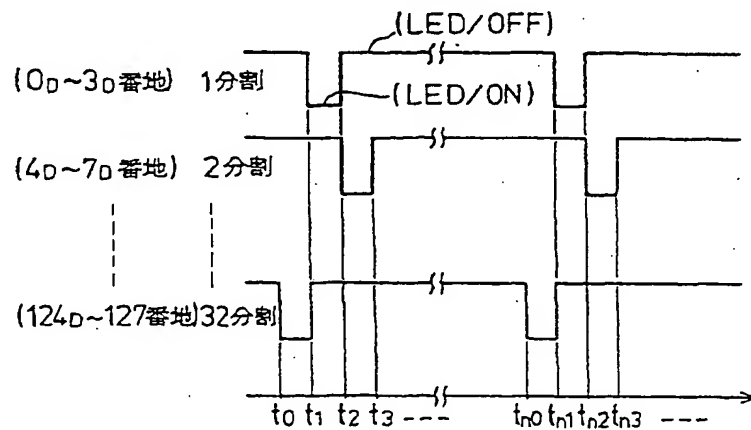 (LED/OFF)
(0D~3D番地) 1分割
(LED/ON)
(4D~7D番地) 2分割
(124D~127番地)32分割
t0 t1 t2 t3 ---- tn0 tn1 tn2 tn3 ----